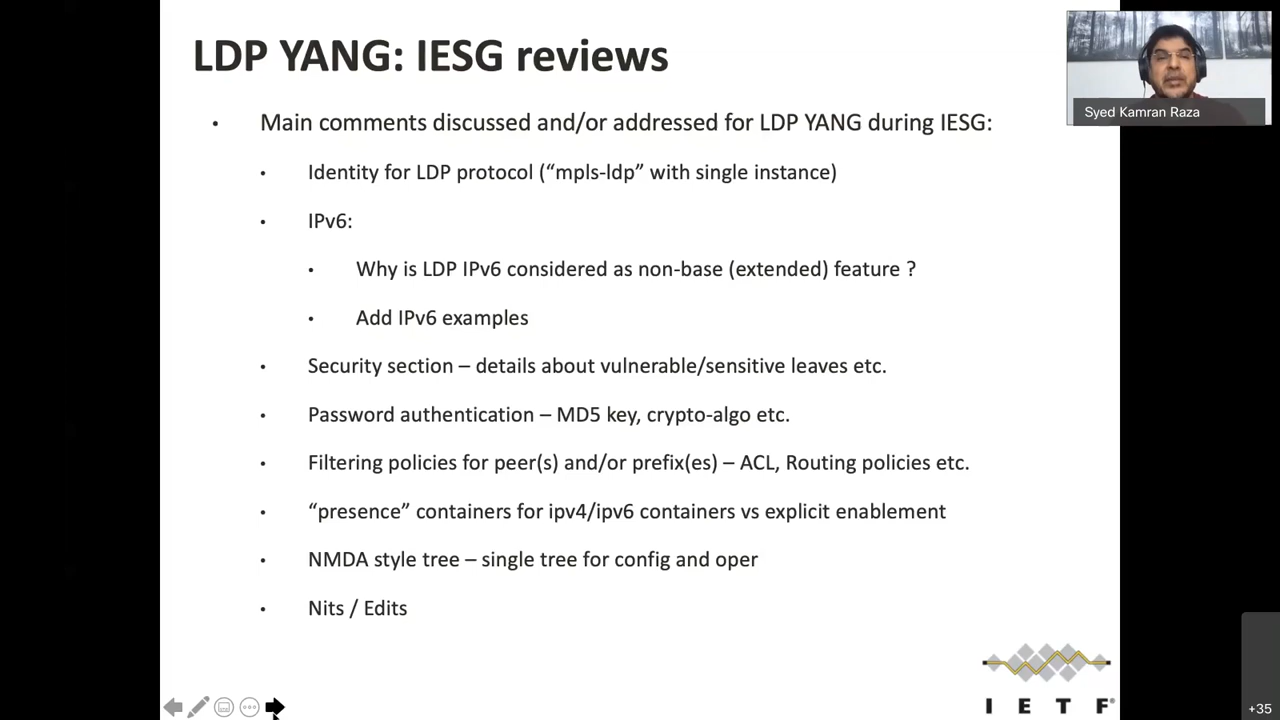 LDP YANG: IESG reviews
Syed Kamran Raza
• Main comments discussed and/or addressed for LDP YANG during IESG:
• Identity for LDP protocol (“mpls-ldp” with single instance)
• IPv6:
• Why is LDP IPv6 considered as non-base (extended) feature ?
• Add IPv6 examples
• Security section – details about vulnerable/sensitive leaves etc.
• Password authentication – MD5 key, crypto-algo etc.
• Filtering policies for peer(s) and/or prefix(es) – ACL, Routing policies etc.
• “presence” containers for ipv4/ipv6 containers vs explicit enablement
• NMDA style tree – single tree for config and oper
• Nits / Edits
I E T F®
+35